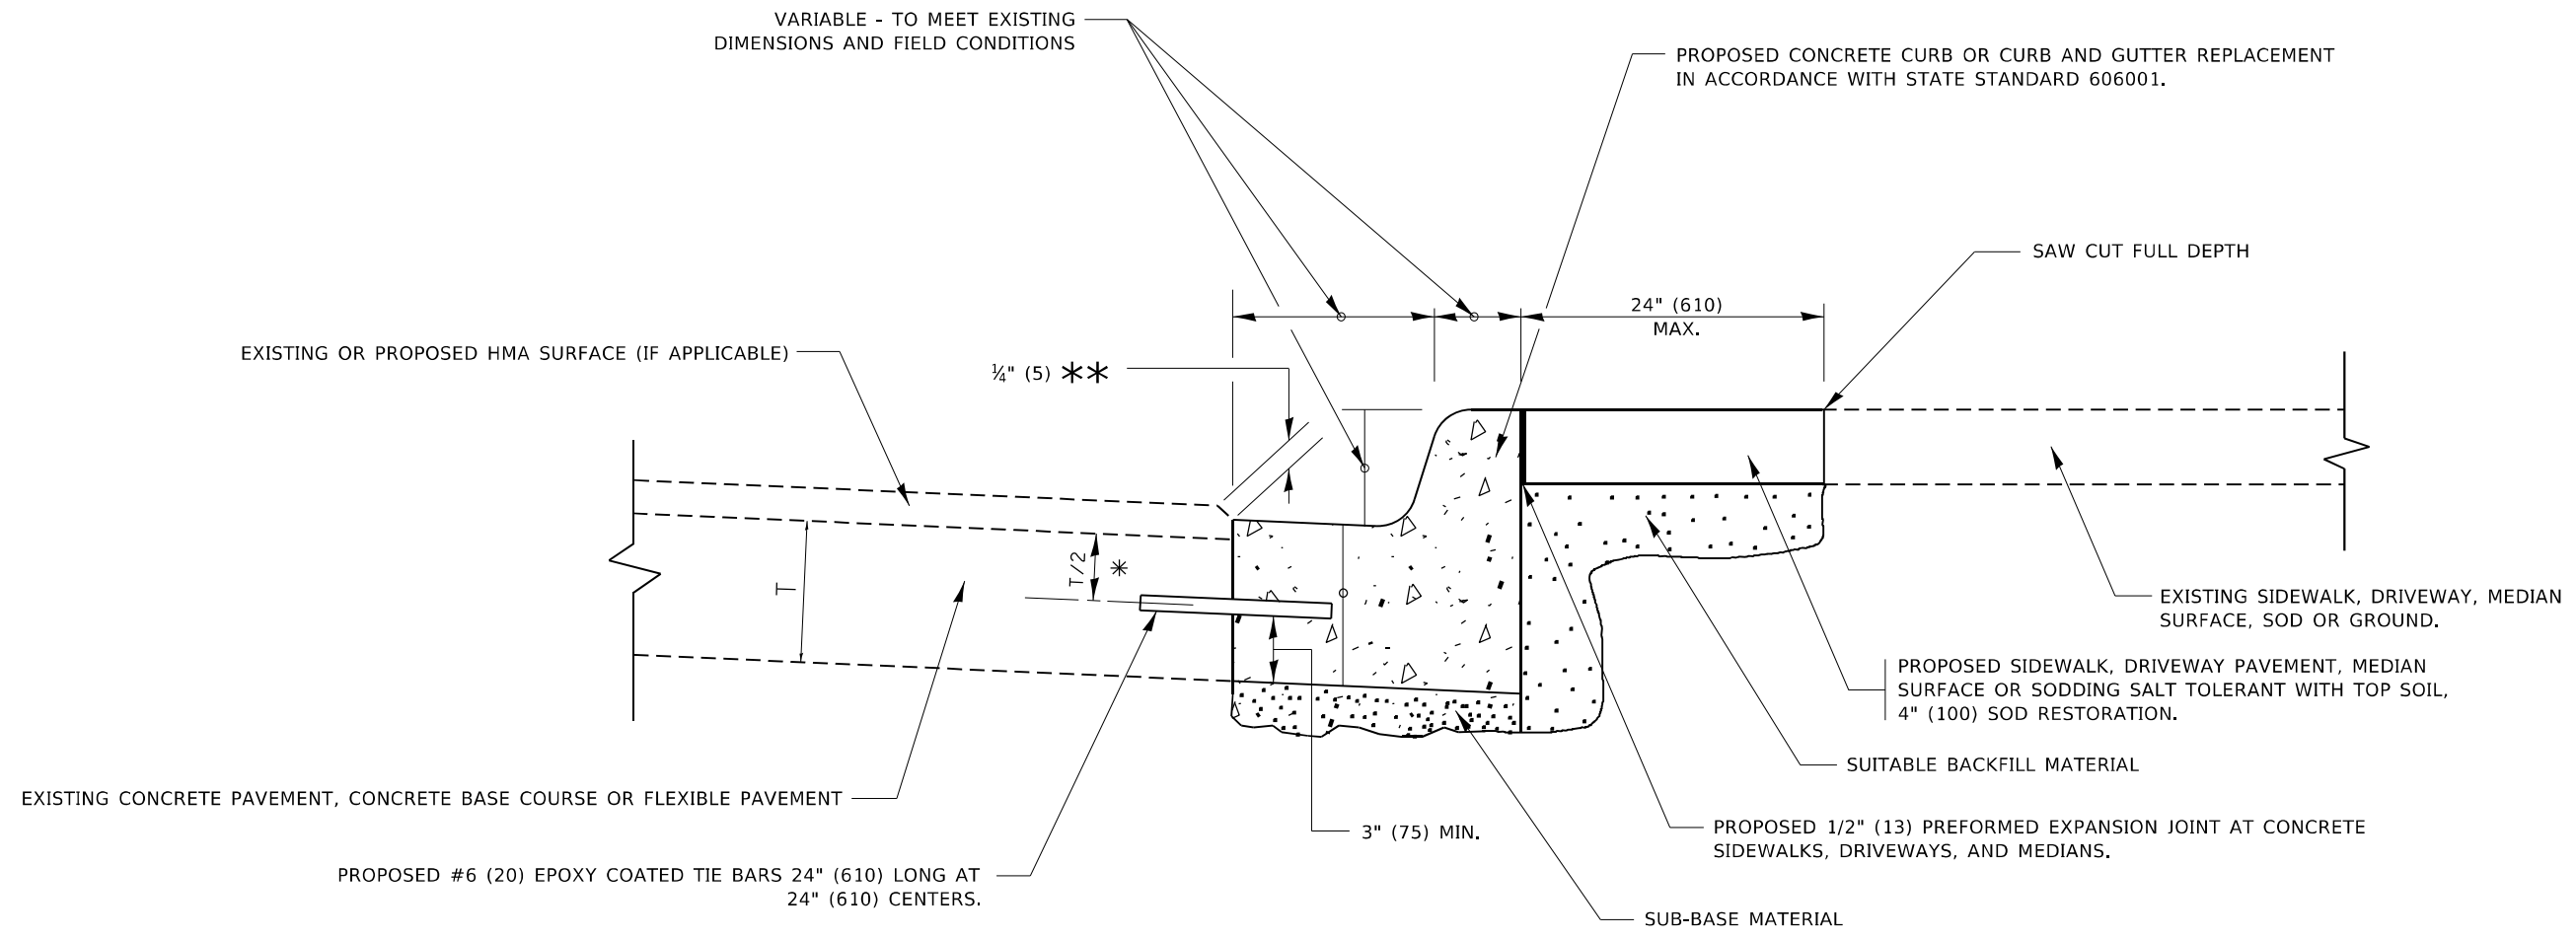 VARIABLE - TO MEET EXISTING
DIMENSIONS AND FIELD CONDITIONS
PROPOSED CONCRETE CURB OR CURB AND GUTTER REPLACEMENT
IN ACCORDANCE WITH STATE STANDARD 606001.
SAW CUT FULL DEPTH
24" (610)
MAX.
EXISTING OR PROPOSED HMA SURFACE (IF APPLICABLE)
¼" (5) **
T
T/2
*
EXISTING SIDEWALK, DRIVEWAY, MEDIAN
SURFACE, SOD OR GROUND.
PROPOSED SIDEWALK, DRIVEWAY PAVEMENT, MEDIAN
SURFACE OR SODDING SALT TOLERANT WITH TOP SOIL,
4" (100) SOD RESTORATION.
SUITABLE BACKFILL MATERIAL
EXISTING CONCRETE PAVEMENT, CONCRETE BASE COURSE OR FLEXIBLE PAVEMENT
3" (75) MIN.
PROPOSED 1/2" (13) PREFORMED EXPANSION JOINT AT CONCRETE
SIDEWALKS, DRIVEWAYS, AND MEDIANS.
PROPOSED #6 (20) EPOXY COATED TIE BARS 24" (610) LONG AT
24" (610) CENTERS.
SUB-BASE MATERIAL